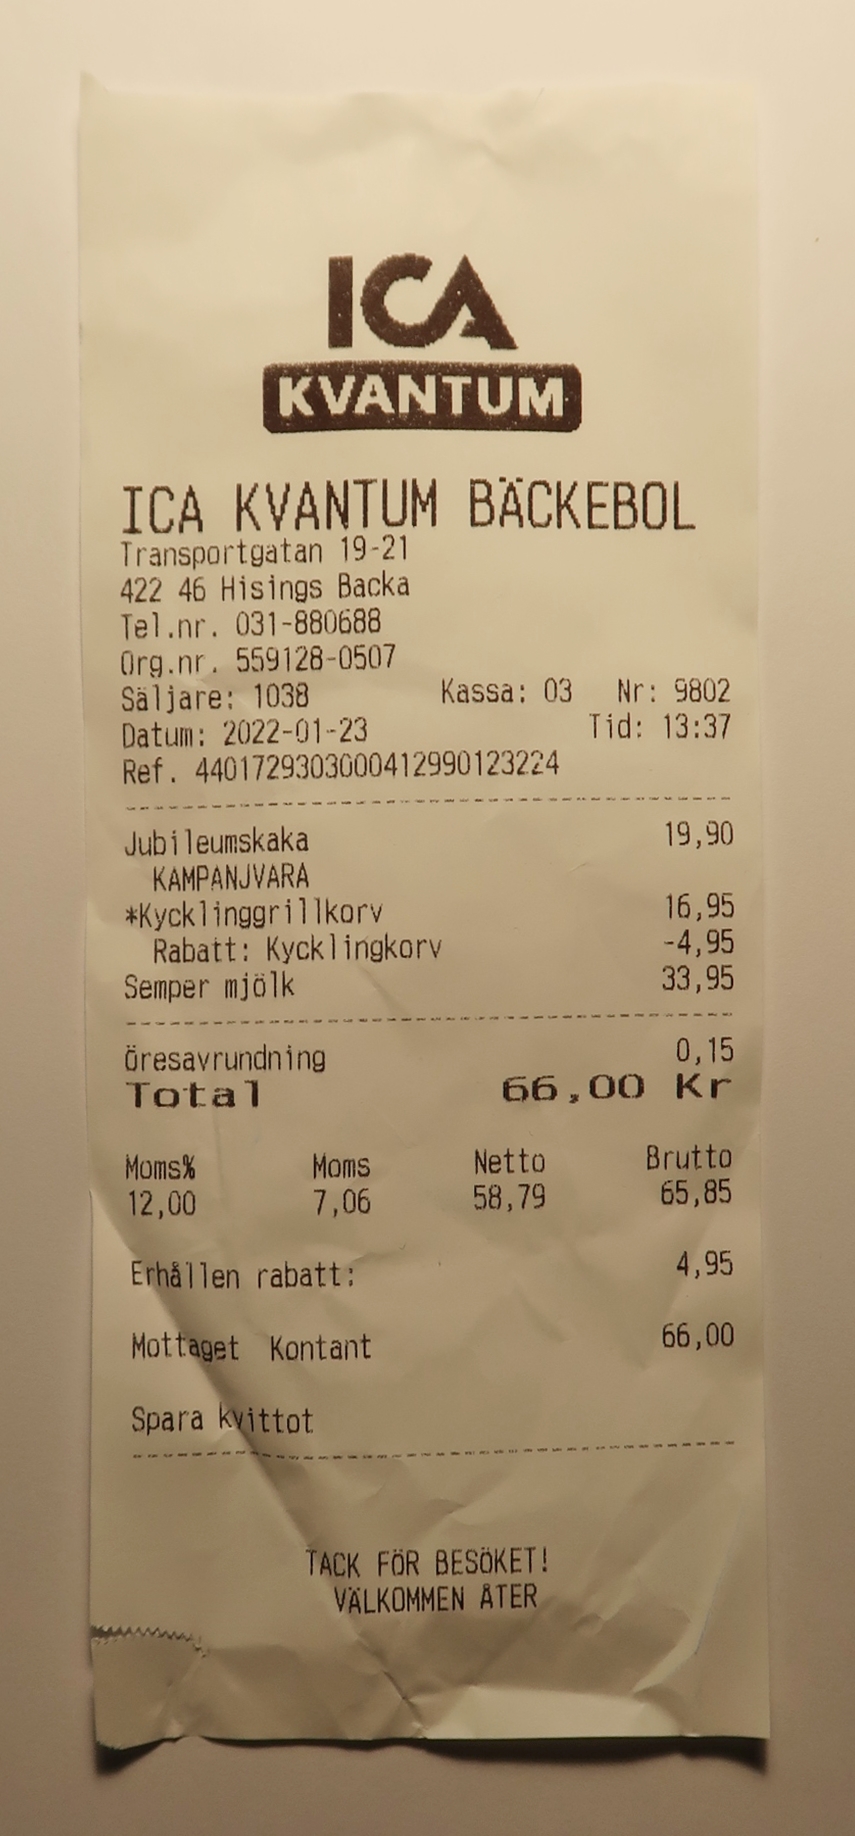 ICA
KVANTUM
ICA KVANTUM BÄCKEBOL
Transportgatan 19-21
422 46 Hisings Backa
Tel.nr. 031-880688
Org.nr. 559128-0507
Säljare: 1038 Kassa: 03 Nr: 9802
Datum: 2022-01-23 Tid: 13:37
Ref. 4401729303000412990123224
Jubileumskaka 19,90
KAMPANJVARA
*Kycklinggrillkorv 16,95
Rabatt: Kycklingkorv -4,95
Semper mjölk 33,95
Öresavrundning 0,15
Total 66,00 Kr
Moms% Moms Netto Brutto
12,00 7,06 58,79 65,85
Erhållen rabatt: 4,95
Mottaget Kontant 66,00
Spara kvittot
TACK FÖR BESÖKET!
VÄLKOMMEN ÅTER